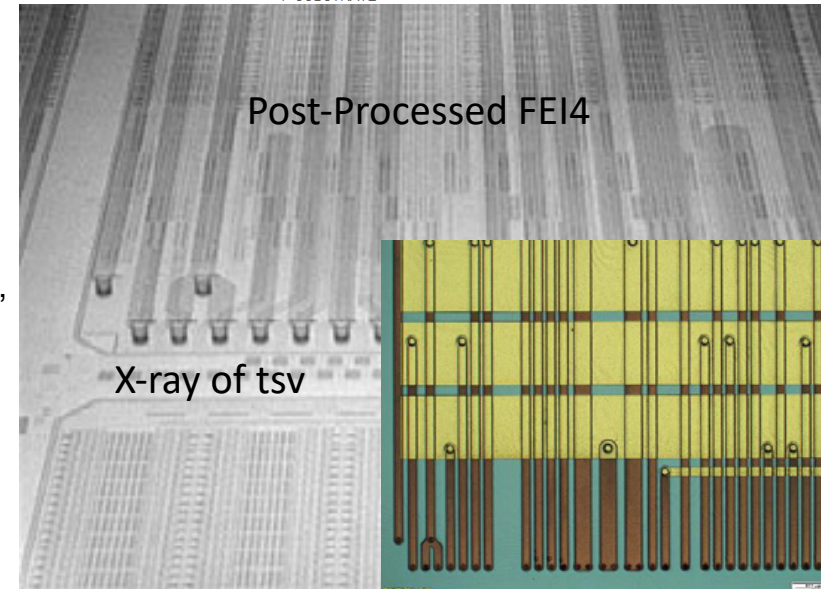 Post-Processed FEI4
X-ray of tsv